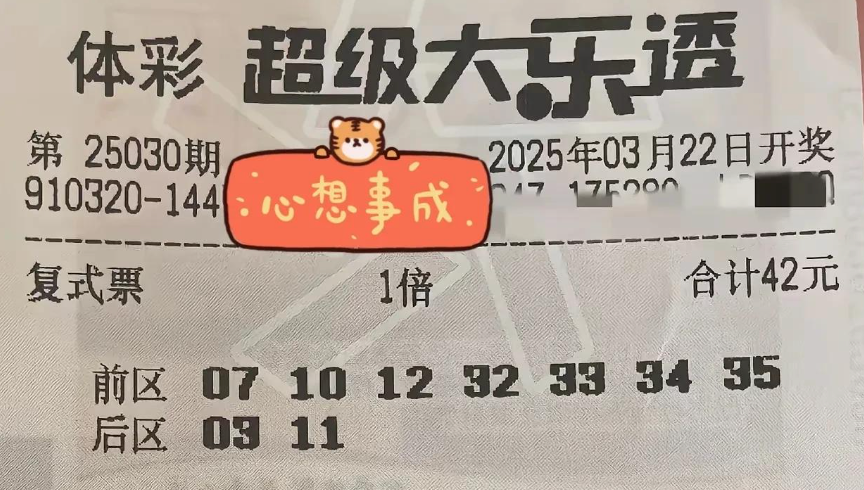 体彩 超级大乐透
第 25030期 2025年03月22日开奖
910320-144
心想事成
复式票 1倍 合计42元
前区 07 10 12 32 33 34 35
后区 03 11